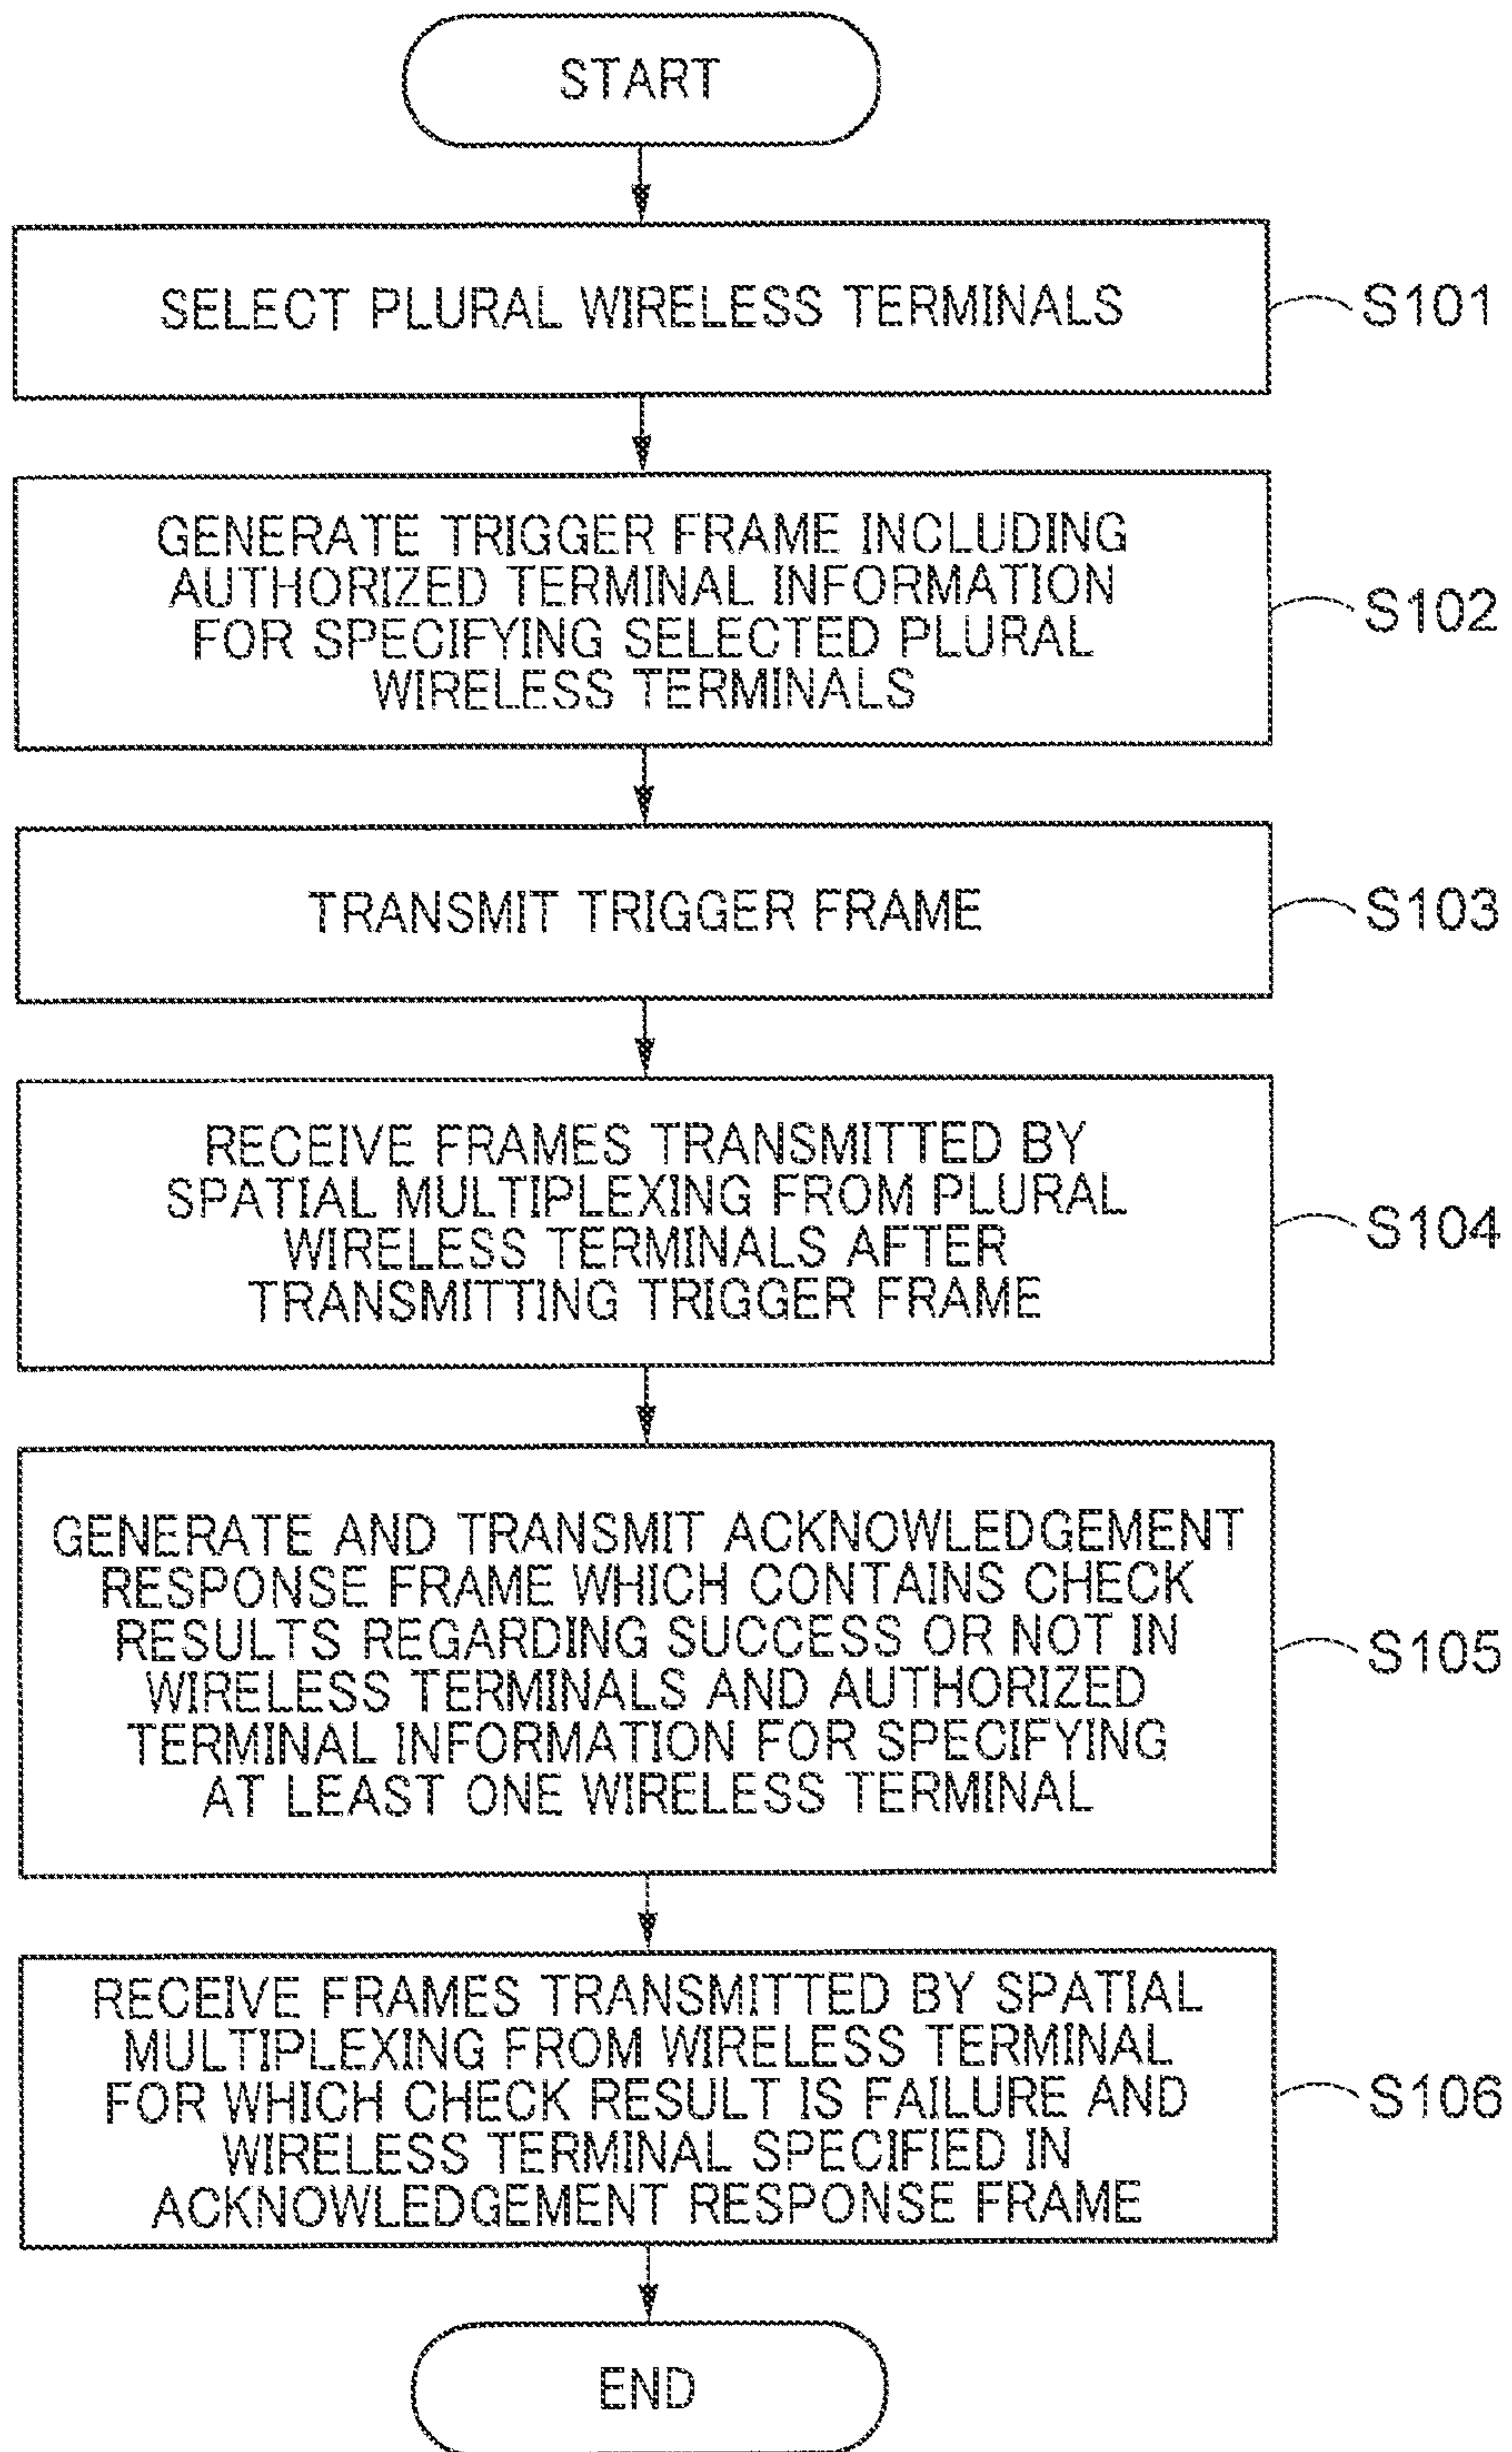 START
SELECT PLURAL WIRELESS TERMINALS
S101
GENERATE TRIGGER FRAME INCLUDING
AUTHORIZED TERMINAL INFORMATION
FOR SPECIFYING SELECTED PLURAL
WIRELESS TERMINALS
S102
TRANSMIT TRIGGER FRAME
S103
RECEIVE FRAMES TRANSMITTED BY
SPATIAL MULTIPLEXING FROM PLURAL
WIRELESS TERMINALS AFTER
TRANSMITTING TRIGGER FRAME
S104
GENERATE AND TRANSMIT ACKNOWLEDGEMENT
RESPONSE FRAME WHICH CONTAINS CHECK
RESULTS REGARDING SUCCESS OR NOT IN
WIRELESS TERMINALS AND AUTHORIZED
TERMINAL INFORMATION FOR SPECIFYING
AT LEAST ONE WIRELESS TERMINAL
S105
RECEIVE FRAMES TRANSMITTED BY SPATIAL
MULTIPLEXING FROM WIRELESS TERMINAL
FOR WHICH CHECK RESULT IS FAILURE AND
WIRELESS TERMINAL SPECIFIED IN
ACKNOWLEDGEMENT RESPONSE FRAME
S106
END